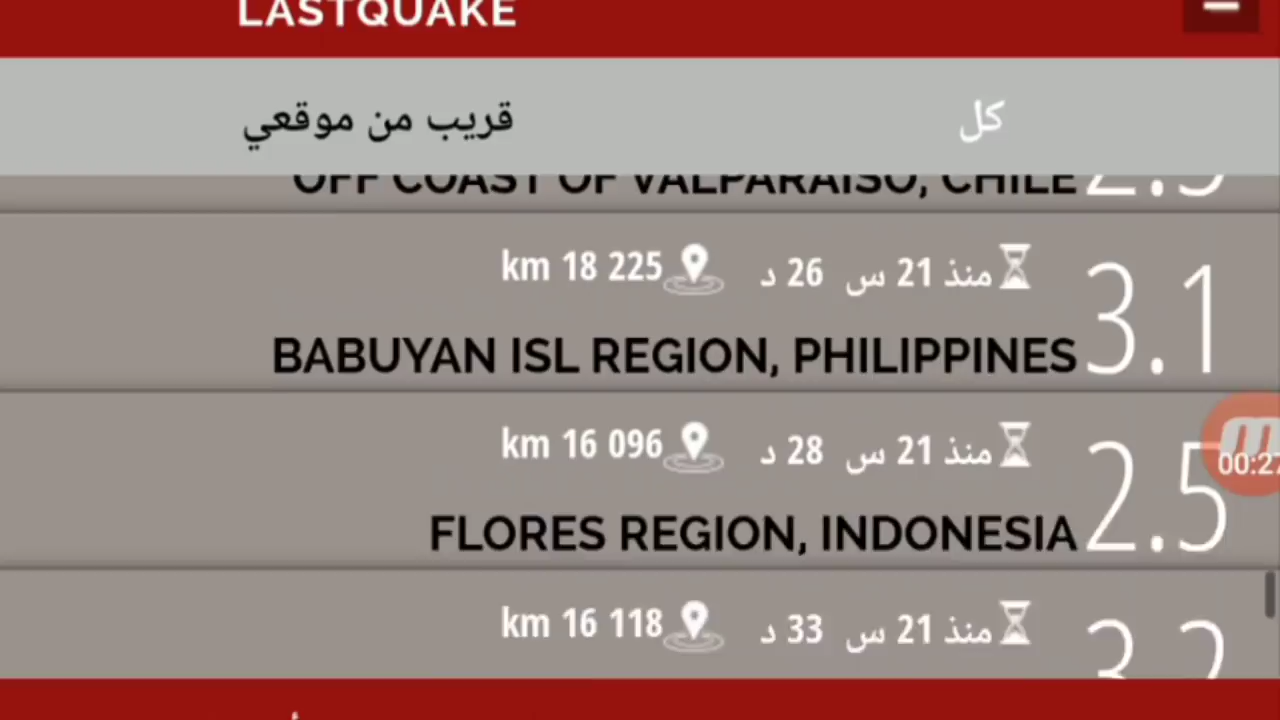 LASTQUAKE
كل
قريب من موقعي
OFF COAST OF VALPARAISO, CHILE
منذ 21 س 26 د
km 18 225
3.1
BABUYAN ISL REGION, PHILIPPINES
منذ 21 س 28 د
km 16 096
2.5
FLORES REGION, INDONESIA
00:27
منذ 21 س 33 د
km 16 118
3.2